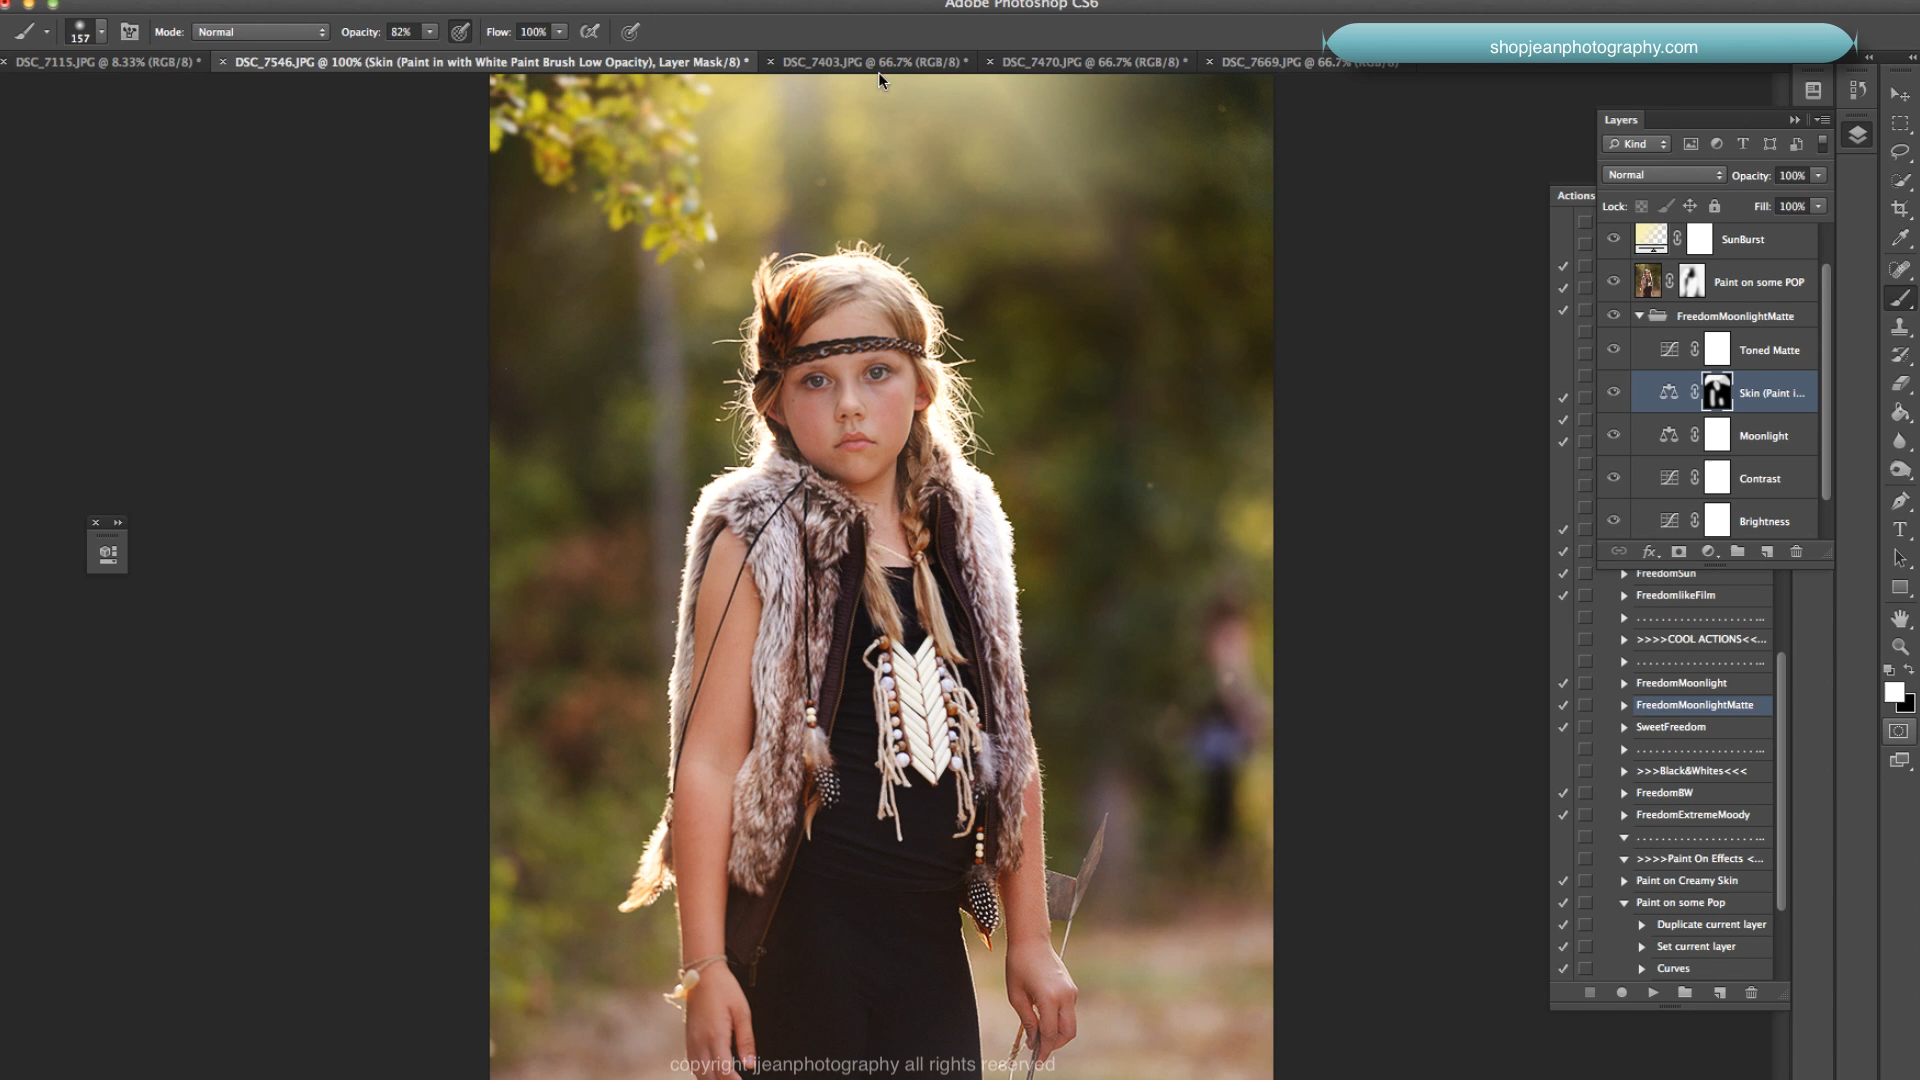 Adobe Photoshop CS6
157 Mode: Normal Opacity: 82% Flow: 100%
shopjeanphotography.com
DSC_7115.JPG @ 8.33% (RGB/8) * DSC_7546.JPG @ 100% (Skin (Paint in with White Paint Brush Low Opacity), Layer Mask/8) * DSC_7403.JPG @ 66.7% (RGB/8) * DSC_7470.JPG @ 66.7% (RGB/8) * DSC_7669.JPG @ 66.7% (RGB/8)
Layers
Kind
Normal Opacity: 100%
Actions
Lock: Fill: 100%
SunBurst
Paint on some POP
FreedomMoonlightMatte
Toned Matte
Skin (Paint i...
Moonlight
Contrast
Brightness
fx
FreedomSun
FreedomlikeFilm
. . . . . . . . . . . . . . . . . . . . ...
>>>>COOL ACTIONS<<...
. . . . . . . . . . . . . . . . . . . . ...
FreedomMoonlight
FreedomMoonlightMatte
SweetFreedom
. . . . . . . . . . . . . . . . . . . . ...
>>>Black&Whites<<<
FreedomBW
FreedomExtremeMoody
. . . . . . . . . . . . . . . . . . . . ...
>>>>Paint On Effects <...
Paint on Creamy Skin
Paint on some Pop
Duplicate current layer
Set current layer
Curves
copyright jjeanphotography all rights reserved